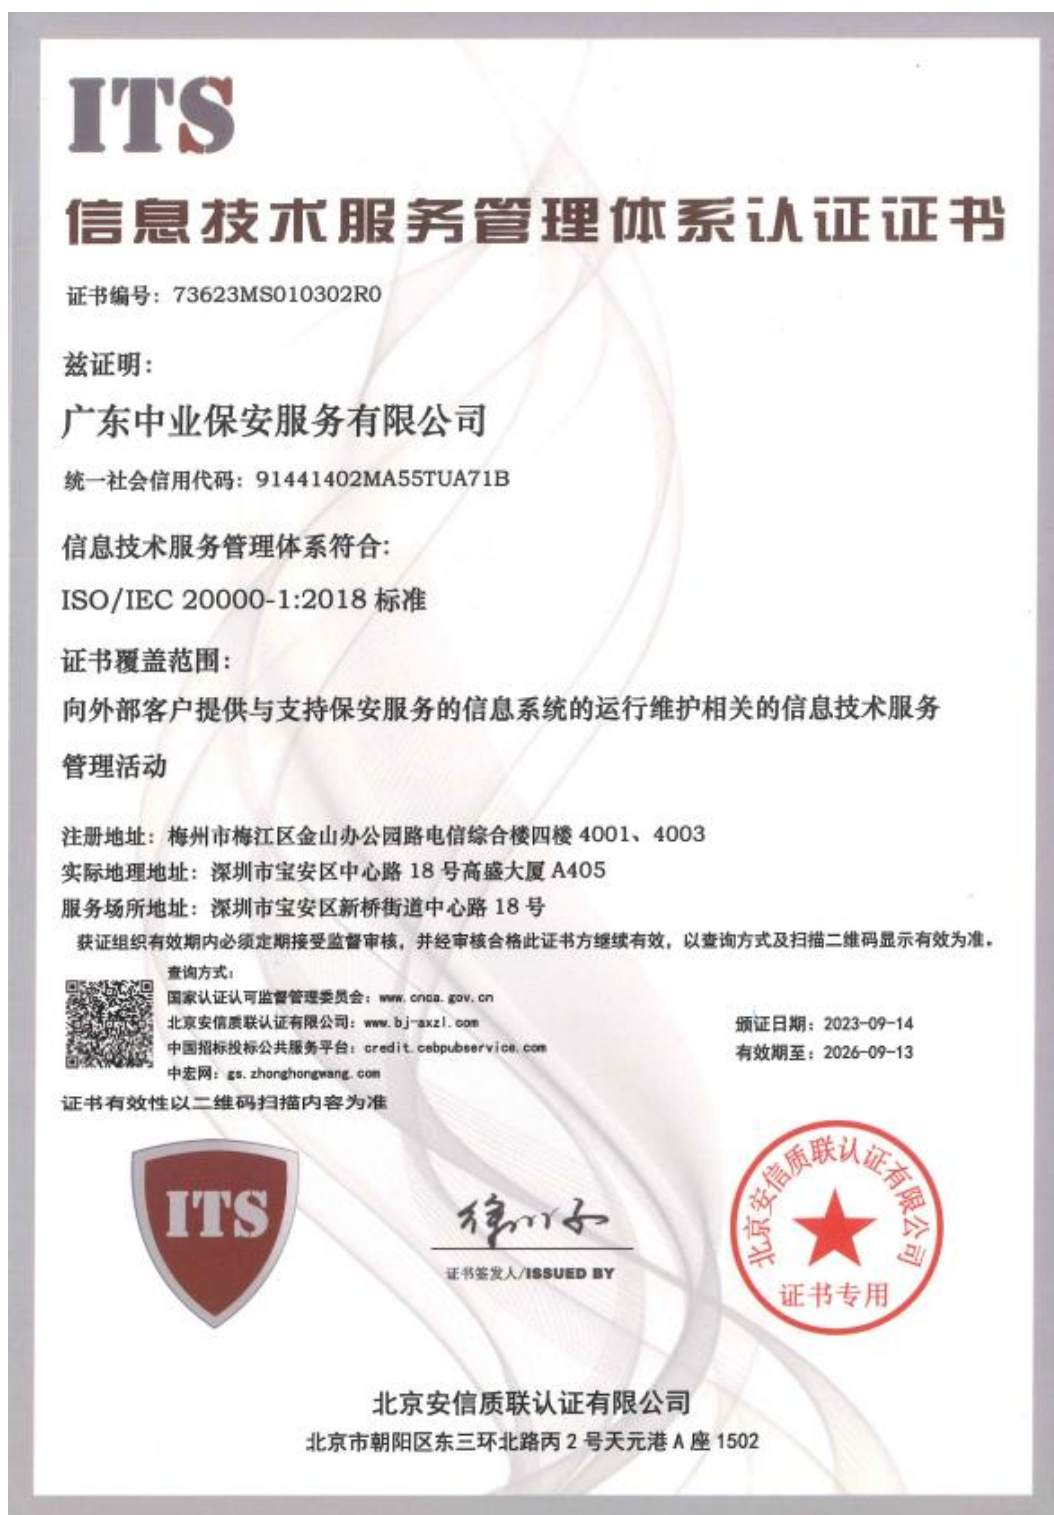 ITS
信息技术服务管理体系认证证书
证书编号：73623MS010302R0
兹证明：
广东中业保安服务有限公司
统一社会信用代码：91441402MA55TUA71B
信息技术服务管理体系符合：
ISO/IEC 20000-1:2018 标准
证书覆盖范围：
向外部客户提供与支持保安服务的信息系统的运行维护相关的信息技术服务
管理活动
注册地址：梅州市梅江区金山办公园路电信综合楼四楼 4001、4003
实际地理地址：深圳市宝安区中心路 18 号高盛大厦 A405
服务场所地址：深圳市宝安区新桥街道中心路 18 号
获证组织有效期内必须定期接受监督审核，并经审核合格此证书方继续有效，以查询方式及扫描二维码显示有效为准。
查询方式：
国家认证认可监督管理委员会：www.cnca.gov.cn
北京安信质联认证有限公司：www.bj-axzl.com
中国招标投标公共服务平台：credit.cebpubservice.com
中宏网：gs.zhonghongwang.com
颁证日期：2023-09-14
有效期至：2026-09-13
证书有效性以二维码扫描内容为准
ITS
证书签发人/ISSUED BY
北京安信质联认证有限公司
证书专用
北京安信质联认证有限公司
北京市朝阳区东三环北路丙 2 号天元港 A 座 1502